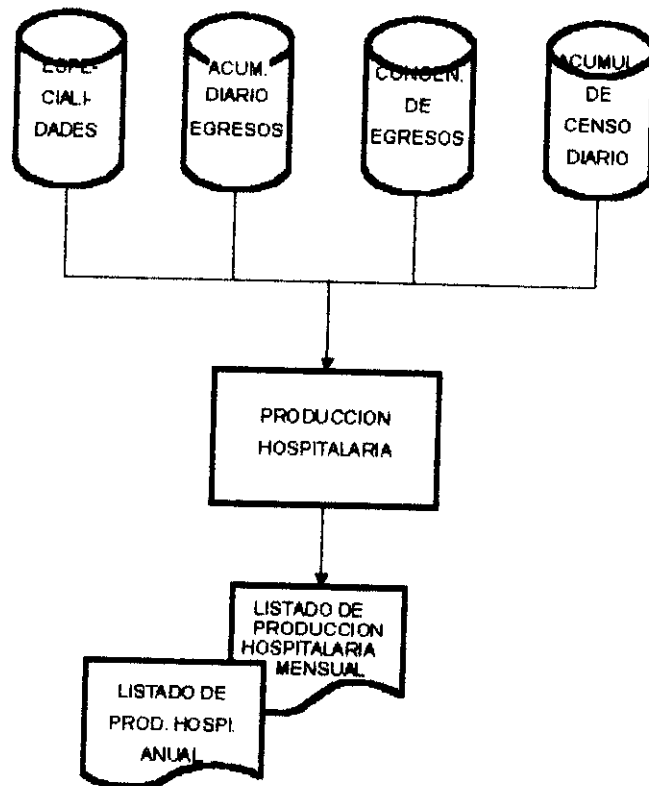 ESPE-
CIALI-
DADES
ACUM.
DIARIO
EGRESOS
CONCEN.
DE
EGRESOS
ACUMUL.
DE
CENSO
DIARIO
PRODUCCION
HOSPITALARIA
LISTADO DE
PRODUCCION
HOSPITALARIA
MENSUAL
LISTADO DE
PROD. HOSPI.
ANUAL